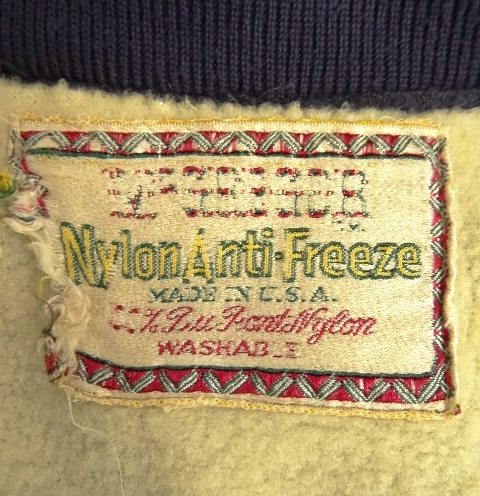 Nylon Anti-Freeze
MADE IN U.S.A.
% Du Pont Nylon
WASHABLE